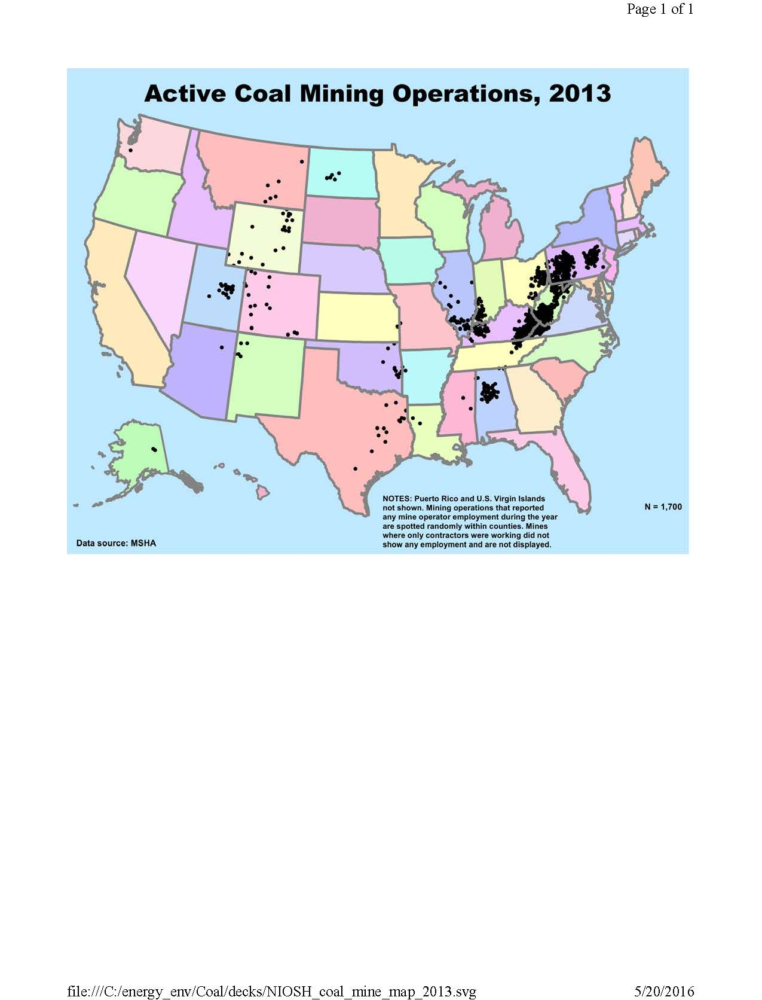 Page 1 of 1
Active Coal Mining Operations, 2013
NOTES: Puerto Rico and U.S. Virgin Islands
not shown. Mining operations that reported
any mine operator employment during the year
are spotted randomly within counties. Mines
where only contractors were working did not
show any employment and are not displayed.
N = 1,700
Data source: MSHA
file:///C:/energy_env/Coal/decks/NIOSH_coal_mine_map_2013.svg
5/20/2016